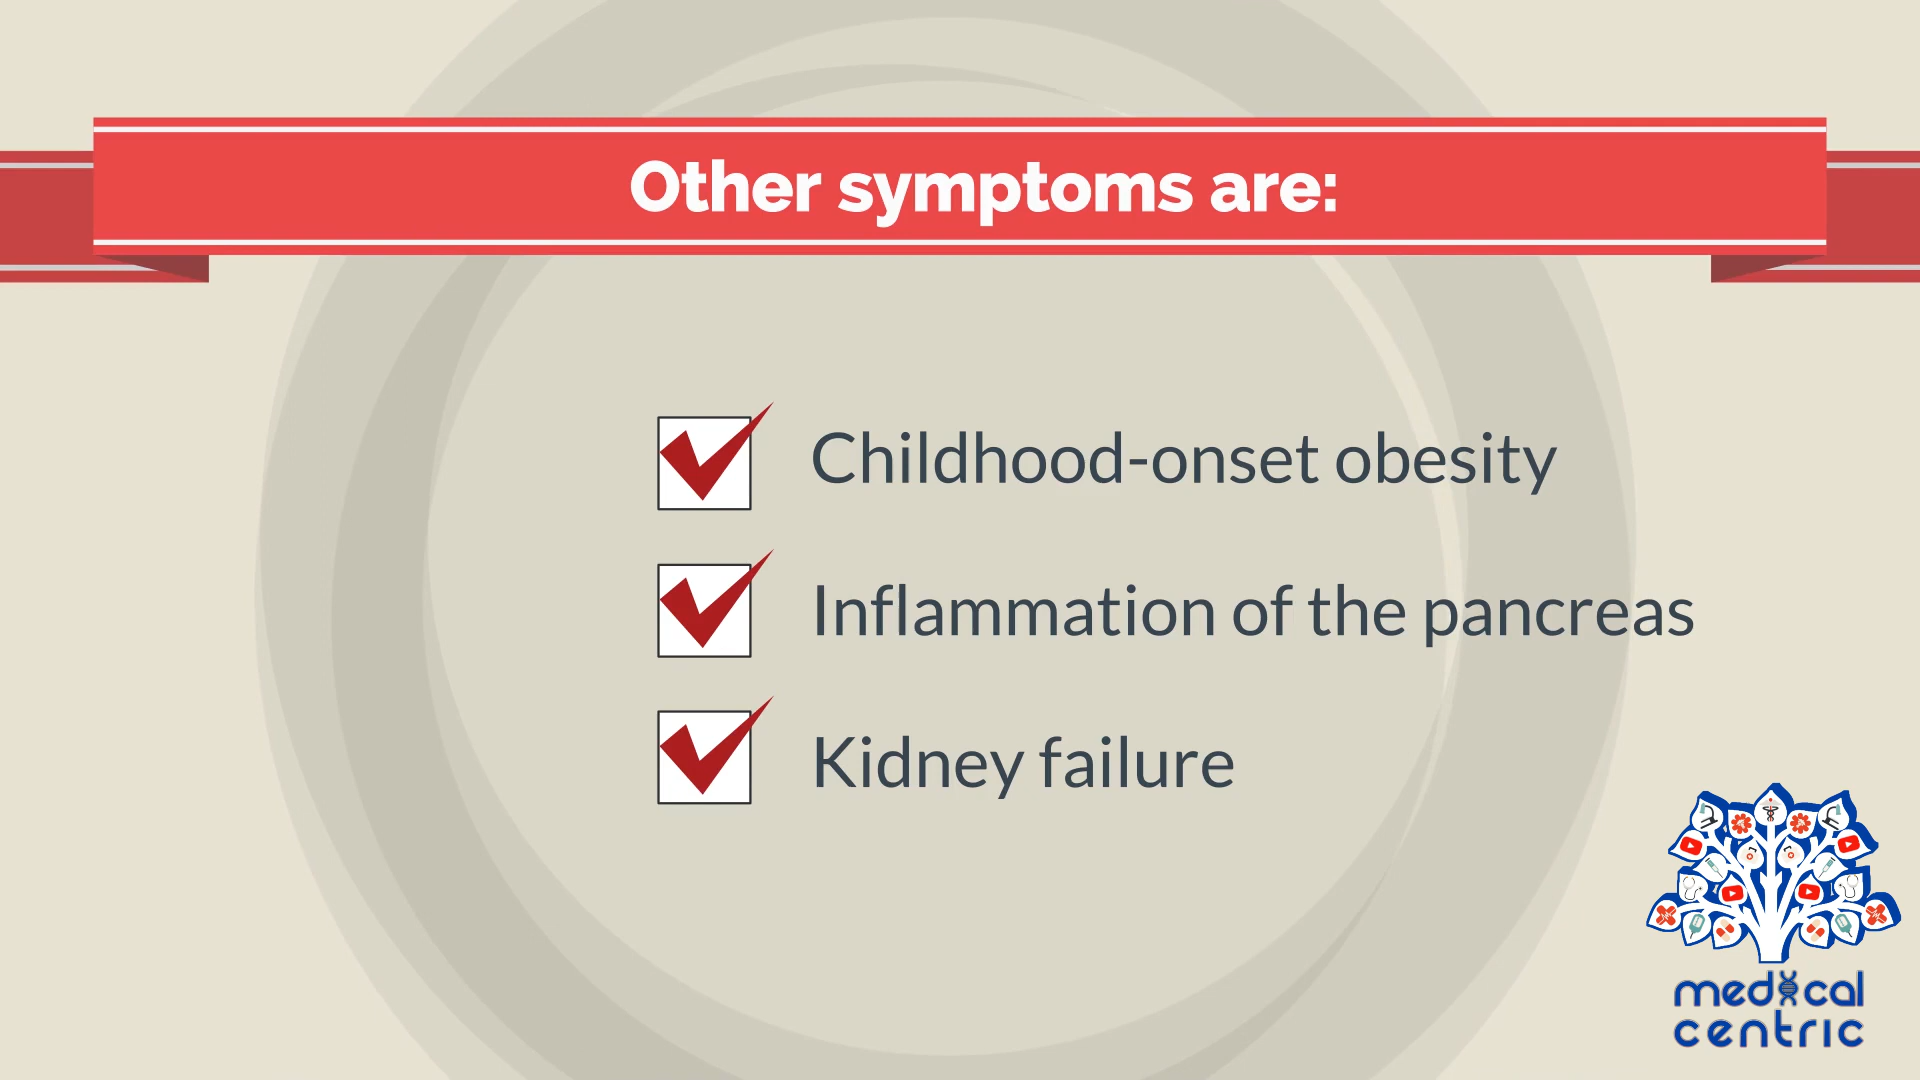 Other symptoms are:
Childhood-onset obesity
Inflammation of the pancreas
Kidney failure
medical
centric